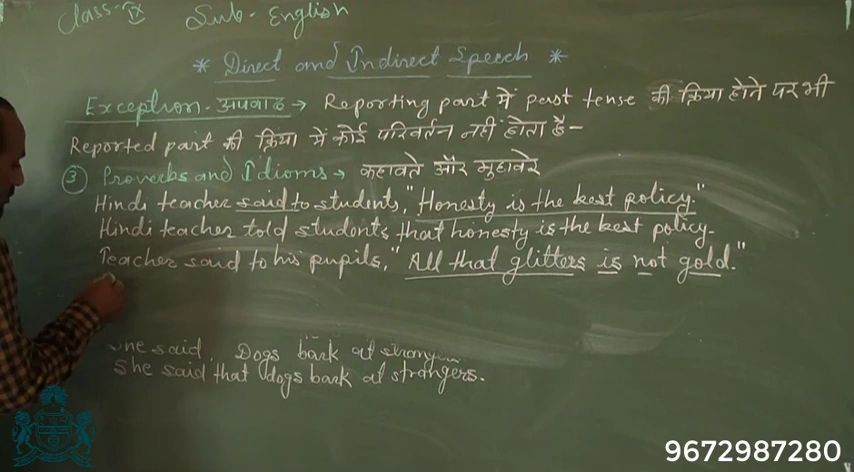 Class-IX Sub-English
* Direct and Indirect Speech *
Exception-अपवाद → Reporting part में past tense की क्रिया होने पर भी
Reported part की क्रिया में कोई परिवर्तन नहीं होता है-
③ Proverbs and Idioms → कहावते और मुहावरे
Hindi teacher said to students, "Honesty is the best policy."
Hindi teacher told students that honesty is the best policy.
Teacher said to his pupils, "All that glitters is not gold."
said, Dogs bark at
She said that dogs bark at strangers.
9672987280